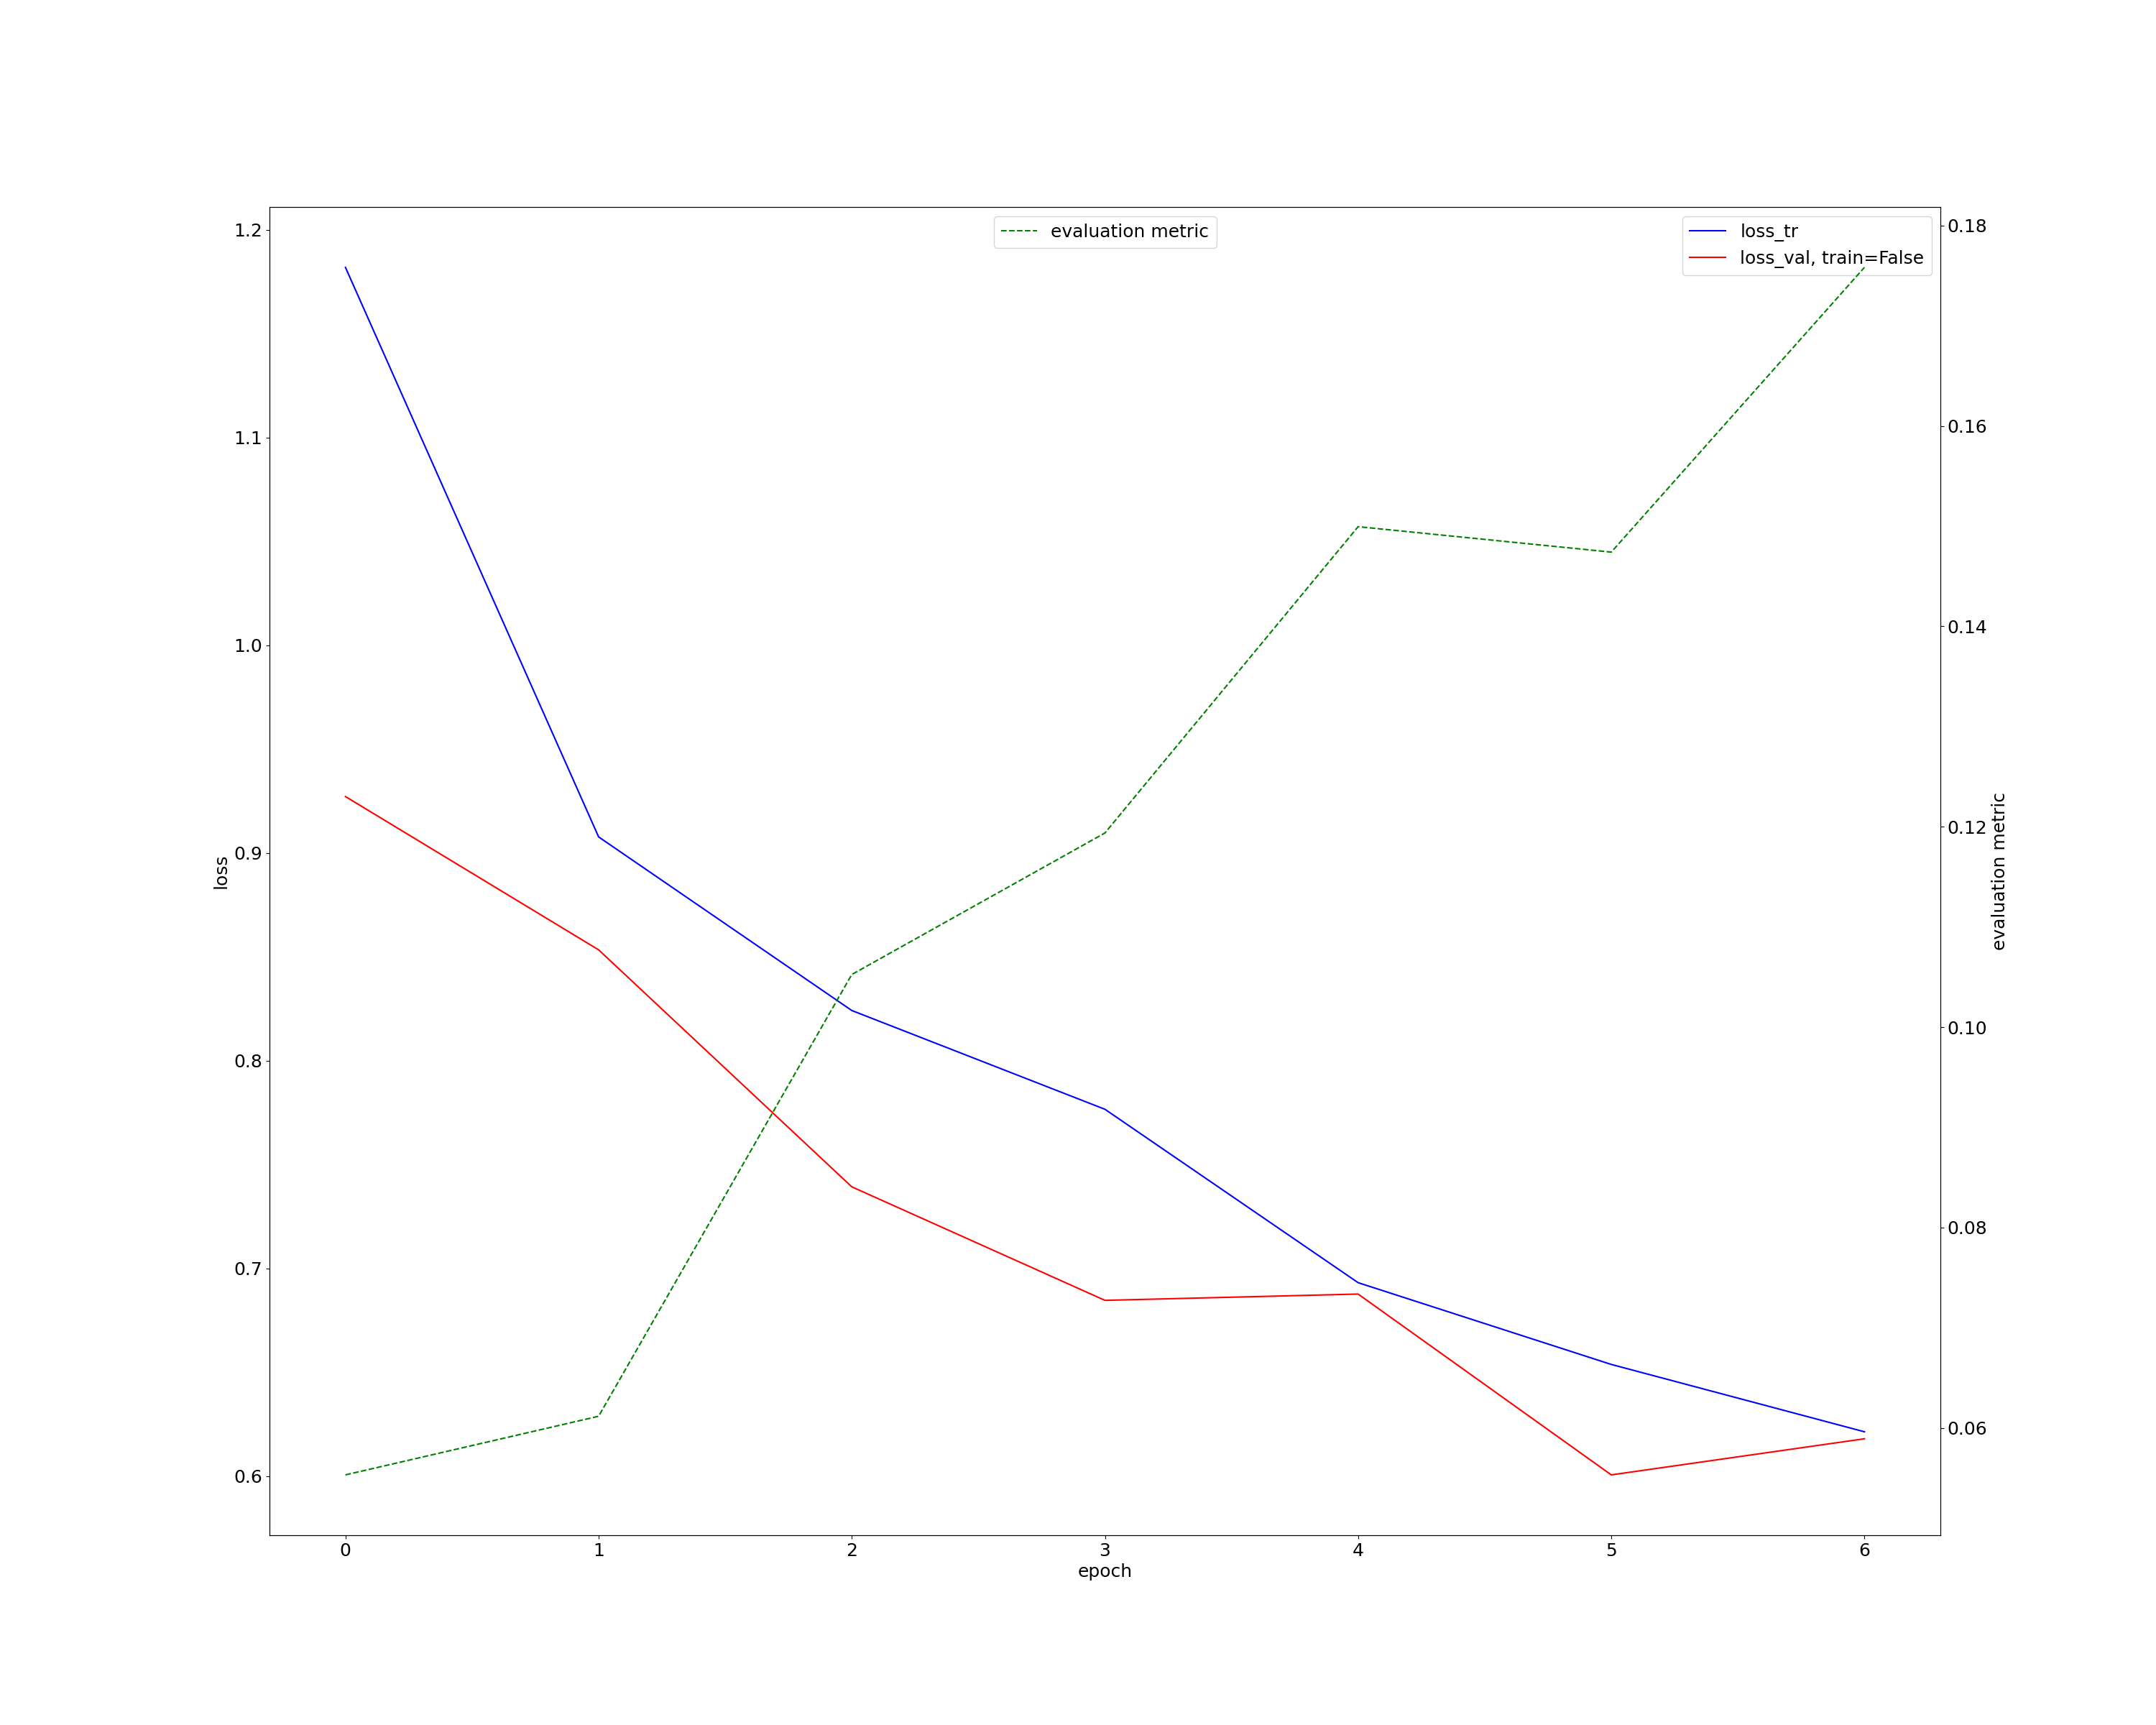 evaluation metric
loss_tr
loss_val, train=False
1.2
1.1
1.0
0.9
0.8
0.7
0.6
loss
0.18
0.16
0.14
0.12
0.10
0.08
0.06
evaluation metric
0 1 2 3 4 5 6
epoch